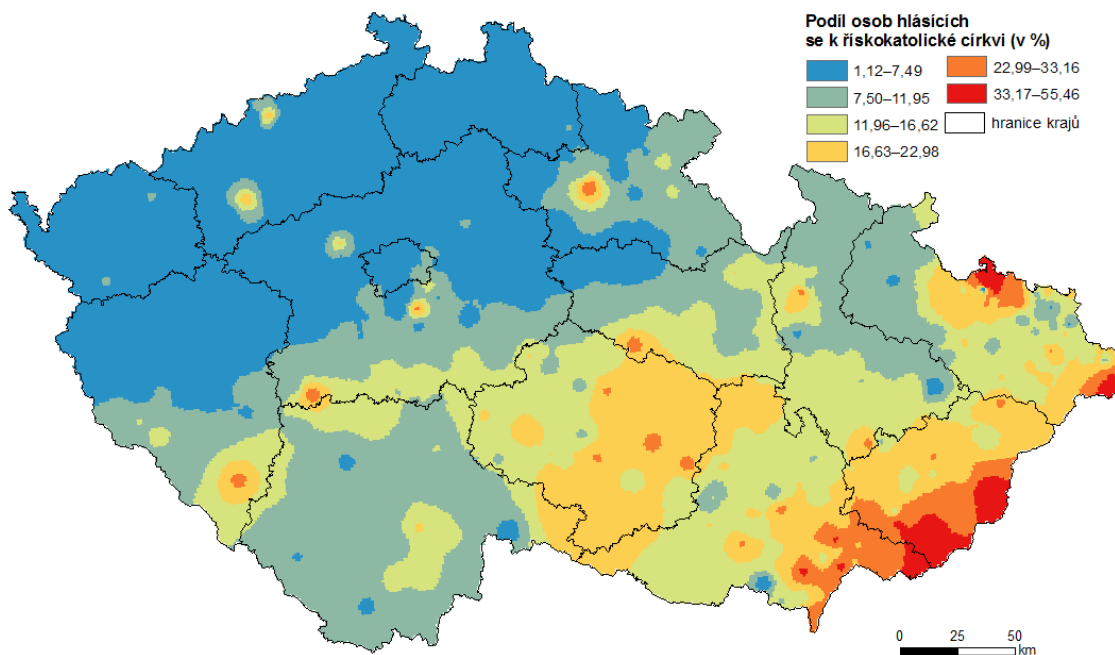 Podíl osob hlásících
se k římskokatolické církvi (v %)
1,12–7,49
7,50–11,95
11,96–16,62
16,63–22,98
22,99–33,16
33,17–55,46
hranice krajů
0 25 50
km